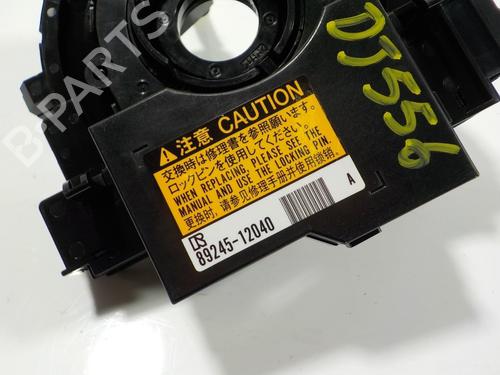 B-PARTS
DJ556
注意 CAUTION
交換時は修理書を参照願います。
ロックピンを使用してください。
WHEN REPLACING, PLEASE SEE THE
MANUAL AND USE THE LOCKING PIN.
更换时，请参见修理手册并使用锁销。
89245-12040
A